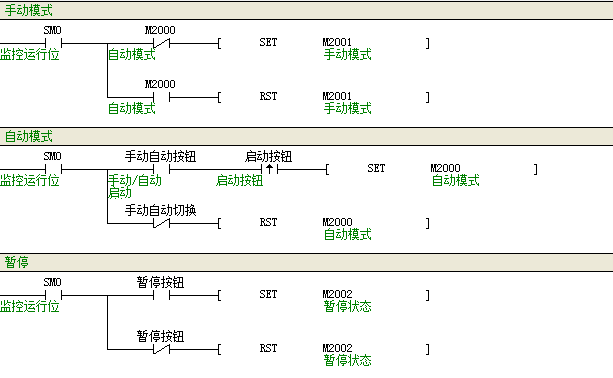 手动模式
SM0 M2000
[ SET M2001 ]
监控运行位 自动模式 手动模式
M2000
[ RST M2001 ]
自动模式 手动模式
自动模式
SM0 手动自动按钮 启动按钮
[ SET M2000 ]
监控运行位 手动/自动 启动按钮 自动模式
启动
手动自动切换
[ RST M2000 ]
自动模式
暂停
SM0 暂停按钮
[ SET M2002 ]
监控运行位 暂停状态
暂停按钮
[ RST M2002 ]
暂停状态